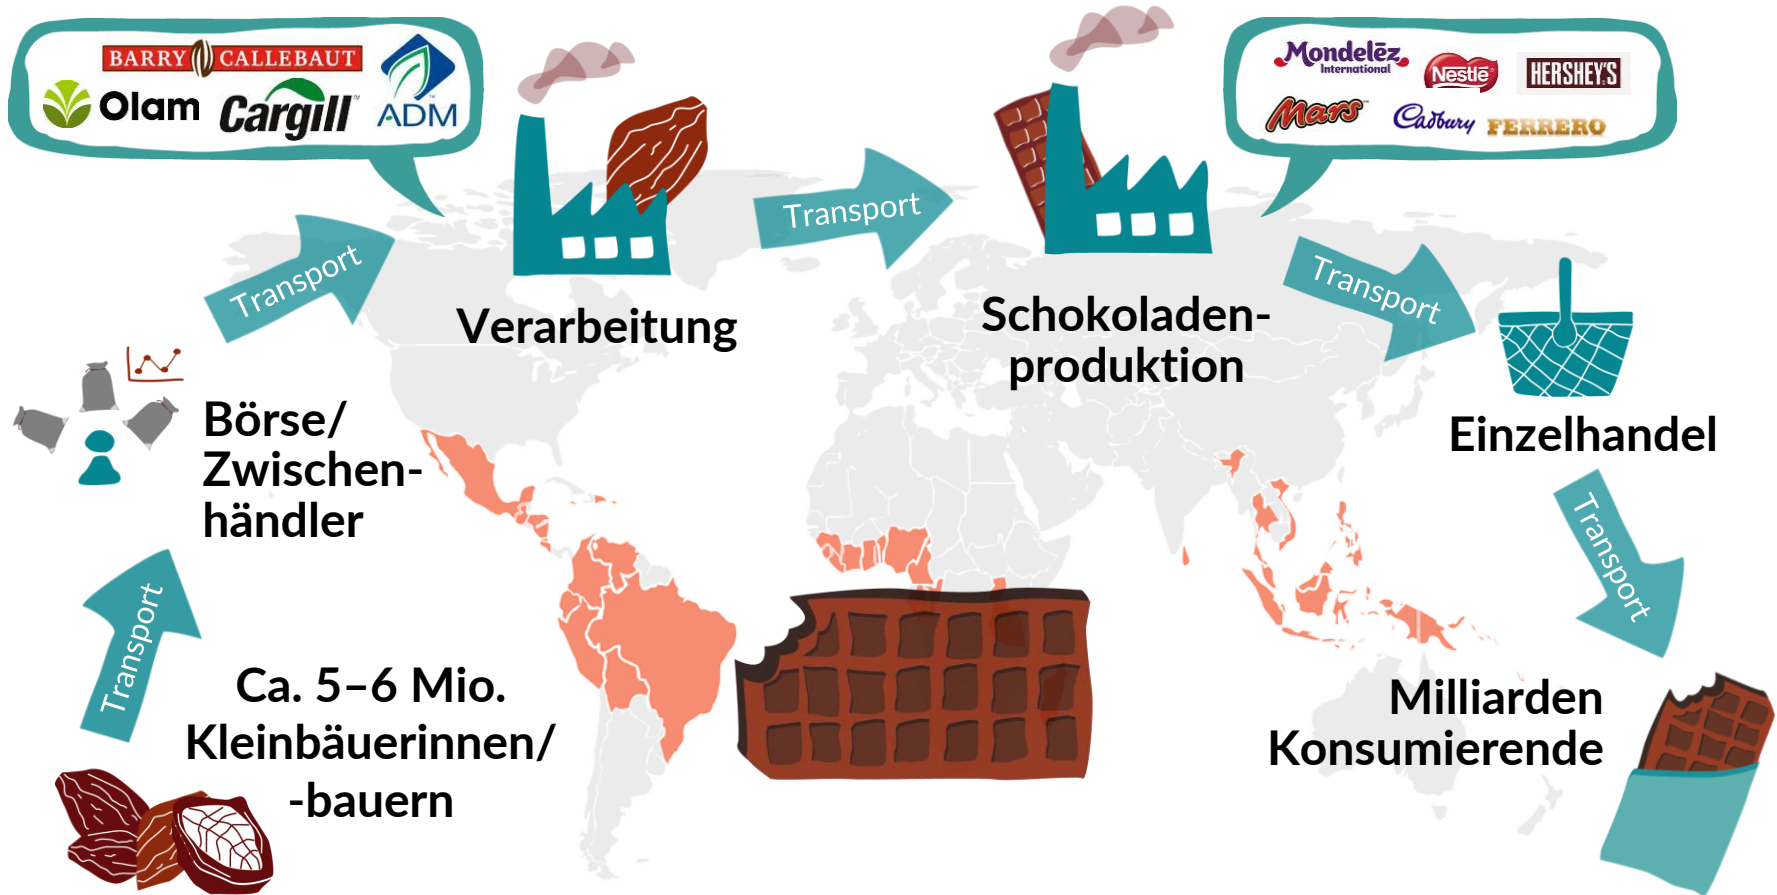 BARRY CALLEBAUT
Olam
Cargill
ADM
Mondelēz
International
Nestlé
HERSHEY'S
Mars
Cadbury
FERRERO
Transport
Verarbeitung
Transport
Schokoladen-
produktion
Transport
Einzelhandel
Börse/
Zwischen-
händler
Transport
Transport
Ca. 5–6 Mio.
Kleinbäuerinnen/
-bauern
Milliarden
Konsumierende